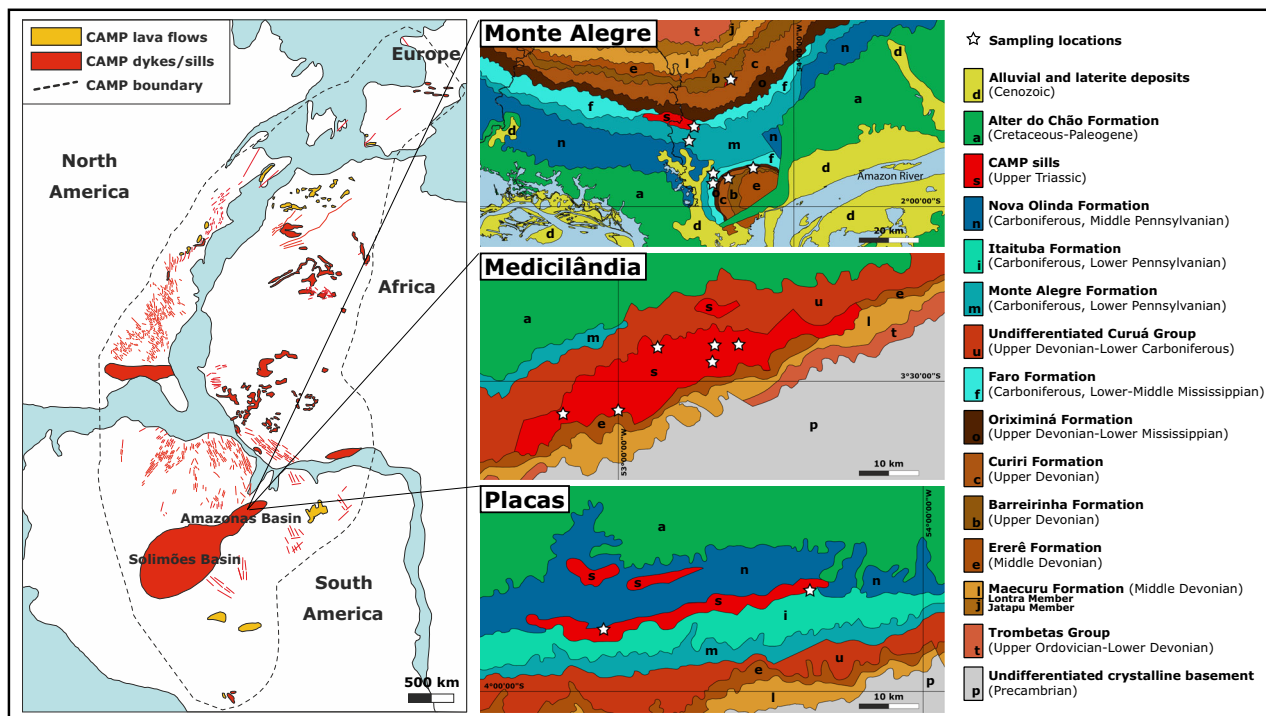 CAMP lava flows
CAMP dykes/sills
CAMP boundary
Europe
North
America
Africa
Amazonas Basin
Solimões Basin
South
America
500 km
Monte Alegre
t
j
e
l
c
b
o
n
f
d
a
54°00'00"W
f
s
d
m
n
f
d
Amazon River
a
o
b
e
c
2°00'00"S
d
d
d
20 km
Medicilândia
a
s
u
e
l
t
m
s
3°30'00"S
e
p
53°00'00"W
10 km
Placas
a
54°00'00"W
s
s
n
n
s
i
m
u
e
4°00'00"S
l
p
10 km
Sampling locations
Alluvial and laterite deposits
d (Cenozoic)
Alter do Chão Formation
a (Cretaceous-Paleogene)
CAMP sills
s (Upper Triassic)
Nova Olinda Formation
n (Carboniferous, Middle Pennsylvanian)
Itaituba Formation
i (Carboniferous, Lower Pennsylvanian)
Monte Alegre Formation
m (Carboniferous, Lower Pennsylvanian)
Undifferentiated Curuá Group
u (Upper Devonian-Lower Carboniferous)
Faro Formation
f (Carboniferous, Lower-Middle Mississippian)
Oriximiná Formation
o (Upper Devonian-Lower Mississippian)
Curiri Formation
c (Upper Devonian)
Barreirinha Formation
b (Upper Devonian)
Ererê Formation
e (Middle Devonian)
l Maecuru Formation (Middle Devonian)
Lontra Member
j Jatapu Member
Trombetas Group
t (Upper Ordovician-Lower Devonian)
Undifferentiated crystalline basement
p (Precambrian)